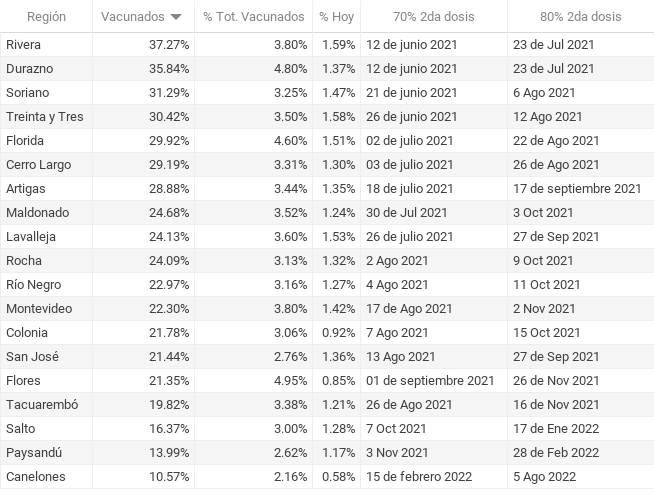 Región Vacunados % Tot. Vacunados % Hoy 70% 2da dosis 80% 2da dosis
Rivera 37.27% 3.80% 1.59% 12 de junio 2021 23 de Jul 2021
Durazno 35.84% 4.80% 1.37% 12 de junio 2021 23 de Jul 2021
Soriano 31.29% 3.25% 1.47% 21 de junio 2021 6 Ago 2021
Treinta y Tres 30.42% 3.50% 1.58% 26 de junio 2021 12 Ago 2021
Florida 29.92% 4.60% 1.51% 02 de julio 2021 22 de Ago 2021
Cerro Largo 29.19% 3.31% 1.30% 03 de julio 2021 26 de Ago 2021
Artigas 28.88% 3.44% 1.35% 18 de julio 2021 17 de septiembre 2021
Maldonado 24.68% 3.52% 1.24% 30 de Jul 2021 3 Oct 2021
Lavalleja 24.13% 3.60% 1.53% 26 de julio 2021 27 de Sep 2021
Rocha 24.09% 3.13% 1.32% 2 Ago 2021 9 Oct 2021
Río Negro 22.97% 3.16% 1.27% 4 Ago 2021 11 Oct 2021
Montevideo 22.30% 3.80% 1.42% 17 de Ago 2021 2 Nov 2021
Colonia 21.78% 3.06% 0.92% 7 Ago 2021 15 Oct 2021
San José 21.44% 2.76% 1.36% 13 Ago 2021 27 de Sep 2021
Flores 21.35% 4.95% 0.85% 01 de septiembre 2021 26 de Nov 2021
Tacuarembó 19.82% 3.38% 1.21% 26 de Ago 2021 16 de Nov 2021
Salto 16.37% 3.00% 1.28% 7 Oct 2021 17 de Ene 2022
Paysandú 13.99% 2.62% 1.17% 3 Nov 2021 28 de Feb 2022
Canelones 10.57% 2.16% 0.58% 15 de febrero 2022 5 Ago 2022